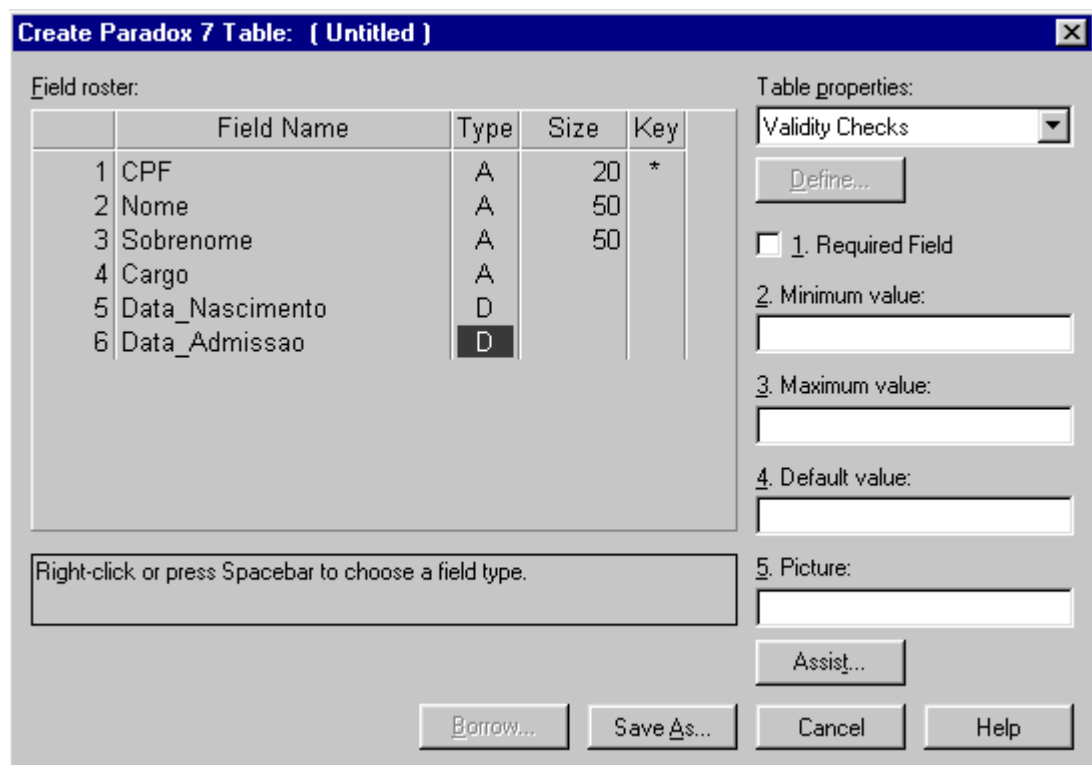 Create Paradox 7 Table: ( Untitled )
Field roster:
Field Name Type Size Key
1 CPF A 20 *
2 Nome A 50
3 Sobrenome A 50
4 Cargo A
5 Data_Nascimento D
6 Data_Admissao D
Right-click or press Spacebar to choose a field type.
Table properties:
Validity Checks
Define...
1. Required Field
2. Minimum value:
3. Maximum value:
4. Default value:
5. Picture:
Assist...
Borrow... Save As... Cancel Help